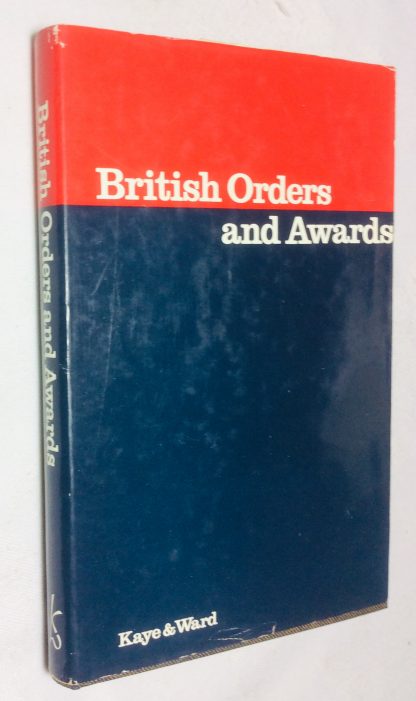 British Orders
and Awards
Kaye & Ward
British Orders and Awards